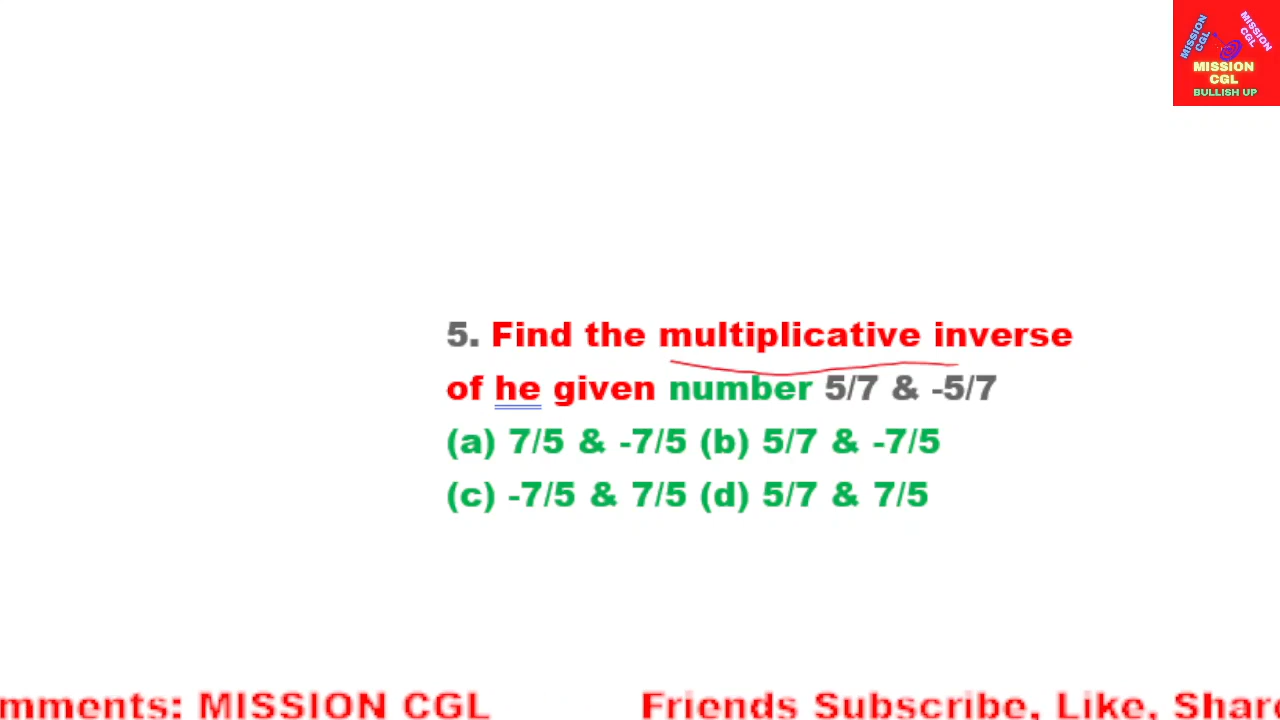 MISSION
CGL
MISSION
CGL
MISSION
CGL
BULLISH UP
5. Find the multiplicative inverse
of he given number 5/7 & -5/7
(a) 7/5 & -7/5 (b) 5/7 & -7/5
(c) -7/5 & 7/5 (d) 5/7 & 7/5
mments: MISSION CGL Friends Subscribe, Like, Share